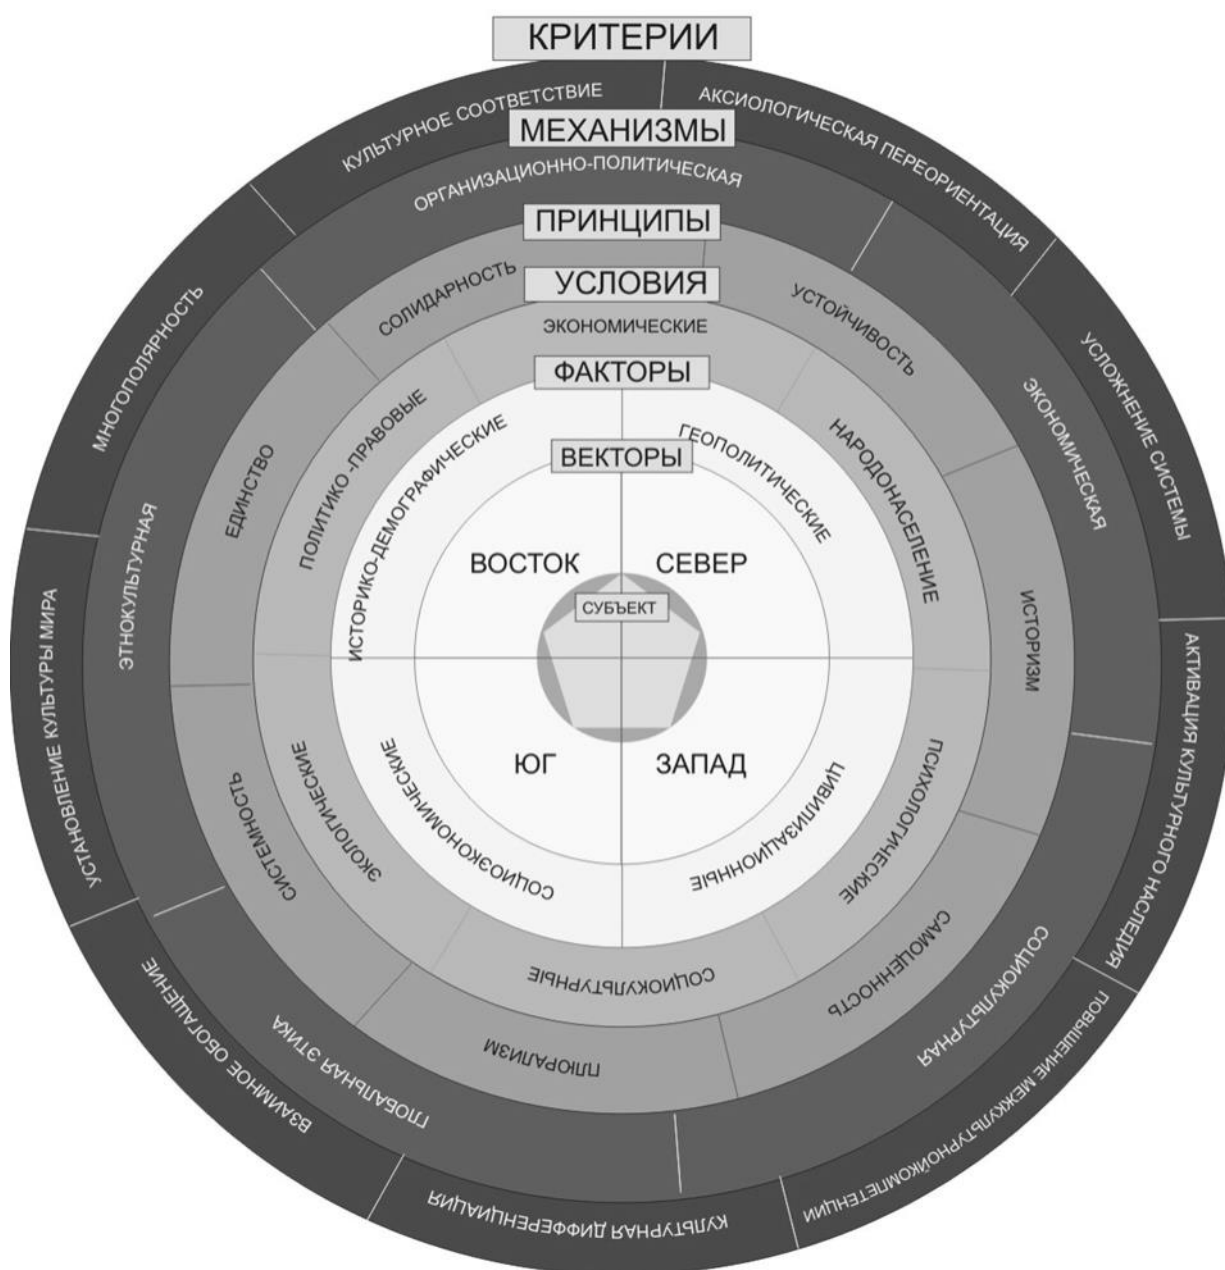 КРИТЕРИИ
КУЛЬТУРНОЕ СООТВЕТСТВИЕ
АКСИОЛОГИЧЕСКАЯ ПЕРЕОРИЕНТАЦИЯ
УСЛОЖНЕНИЕ СИСТЕМЫ
АКТИВАЦИЯ КУЛЬТУРНОГО НАСЛЕДИЯ
ПОВЫШЕНИЕ МЕЖКУЛЬТУРНОЙКОМПЕТЕНЦИИ
КУЛЬТУРНАЯ ДИФФЕРЕНЦИАЦИЯ
ВЗАИМНОЕ ОБОГАЩЕНИЕ
УСТАНОВЛЕНИЕ КУЛЬТУРЫ МИРА
МНОГОПОЛЯРНОСТЬ
МЕХАНИЗМЫ
ОРГАНИЗАЦИОННО-ПОЛИТИЧЕСКАЯ
ЭКОНОМИЧЕСКАЯ
СОЦИОКУЛЬТУРНАЯ
ГЛОБАЛЬНАЯ ЭТИКА
ЭТНОКУЛЬТУРНАЯ
ПРИНЦИПЫ
СОЛИДАРНОСТЬ
УСТОЙЧИВОСТЬ
ИСТОРИЗМ
САМОЦЕННОСТЬ
ПЛЮРАЛИЗМ
СИСТЕМНОСТЬ
ЕДИНСТВО
УСЛОВИЯ
ЭКОНОМИЧЕСКИЕ
НАРОДОНАСЕЛЕНИЕ
ПСИХОЛОГИЧЕСКИЕ
СОЦИОКУЛЬТУРНЫЕ
ЭКОЛОГИЧЕСКИЕ
ПОЛИТИКО -ПРАВОВЫЕ
ФАКТОРЫ
ГЕОПОЛИТИЧЕСКИЕ
ЦИВИЛИЗАЦИОННЫЕ
СОЦИОЭКОНОМИЧЕСКИЕ
ИСТОРИКО-ДЕМОГРАФИЧЕСКИЕ
ВЕКТОРЫ
ВОСТОК
СЕВЕР
СУБЪЕКТ
ЮГ
ЗАПАД